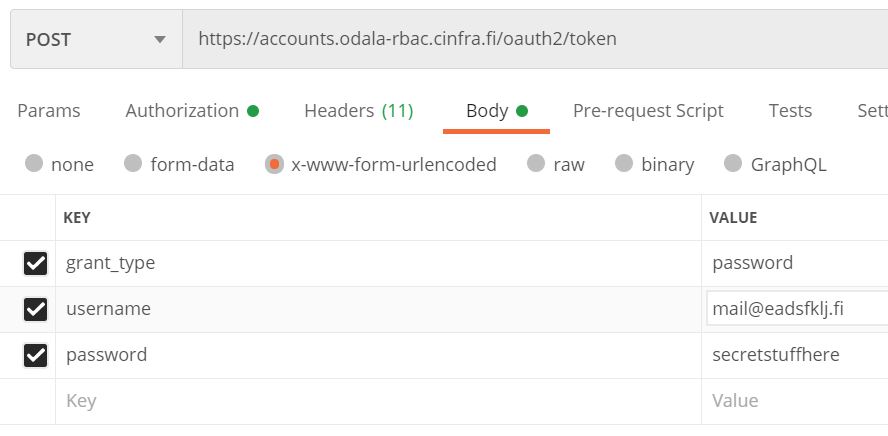 POST https://accounts.odala-rbac.cinfra.fi/oauth2/token
Params Authorization Headers (11) Body Pre-request Script Tests Sett
none form-data x-www-form-urlencoded raw binary GraphQL
KEY VALUE
grant_type password
username mail@eadsfklj.fi
password secretstuffhere
Key Value